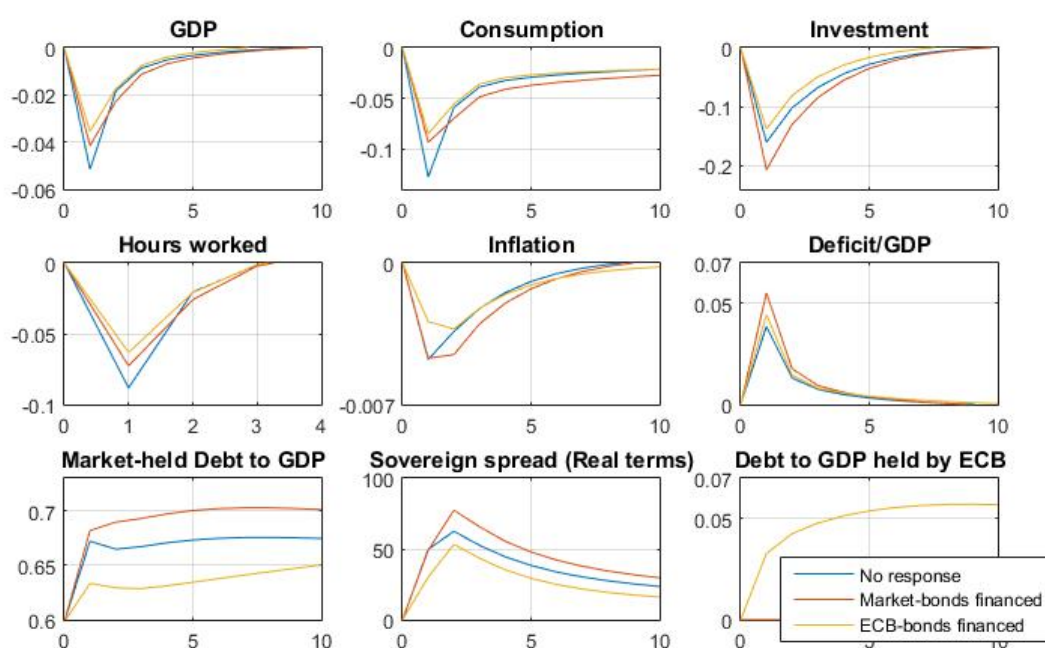 GDP
0
-0.02
-0.04
-0.06
0 5 10
Consumption
0
-0.05
-0.1
0 5 10
Investment
0
-0.1
-0.2
0 5 10
Hours worked
0
-0.05
-0.1
0 1 2 3 4
Inflation
0
-0.007
0 5 10
Deficit/GDP
0.07
0.05
0
0 5 10
Market-held Debt to GDP
0.7
0.65
0.6
0 5 10
Sovereign spread (Real terms)
100
50
0
0 5 10
Debt to GDP held by ECB
0.07
0.05
0
0
No response
Market-bonds financed
ECB-bonds financed